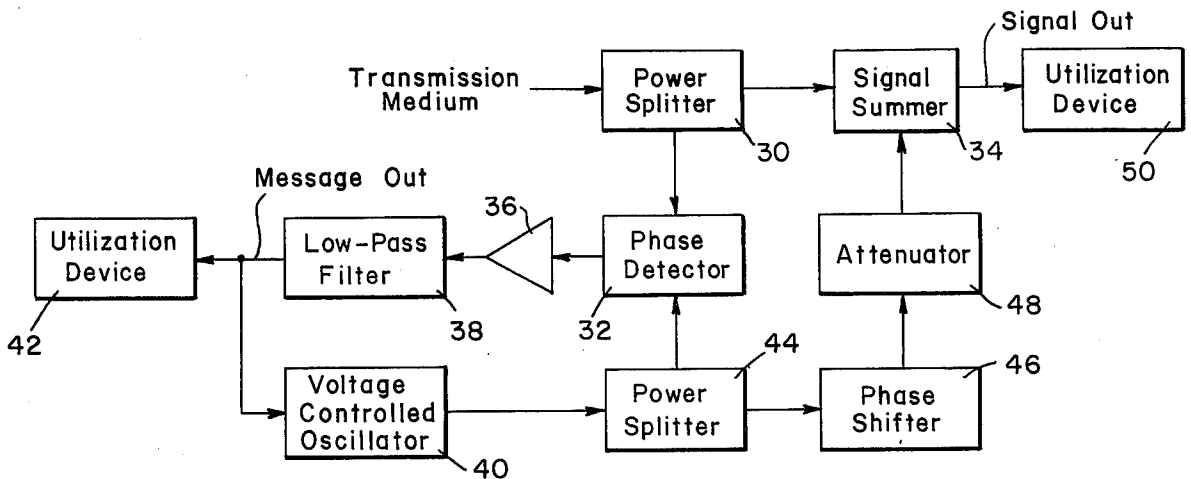 Signal Out
Transmission
Medium
Power
Splitter
30
Signal
Summer
34
Utilization
Device
50
Message Out
36
Utilization
Device
42
Low-Pass
Filter
38
Phase
Detector
32
Attenuator
48
Voltage
Controlled
Oscillator
40
Power
Splitter
44
Phase
Shifter
46